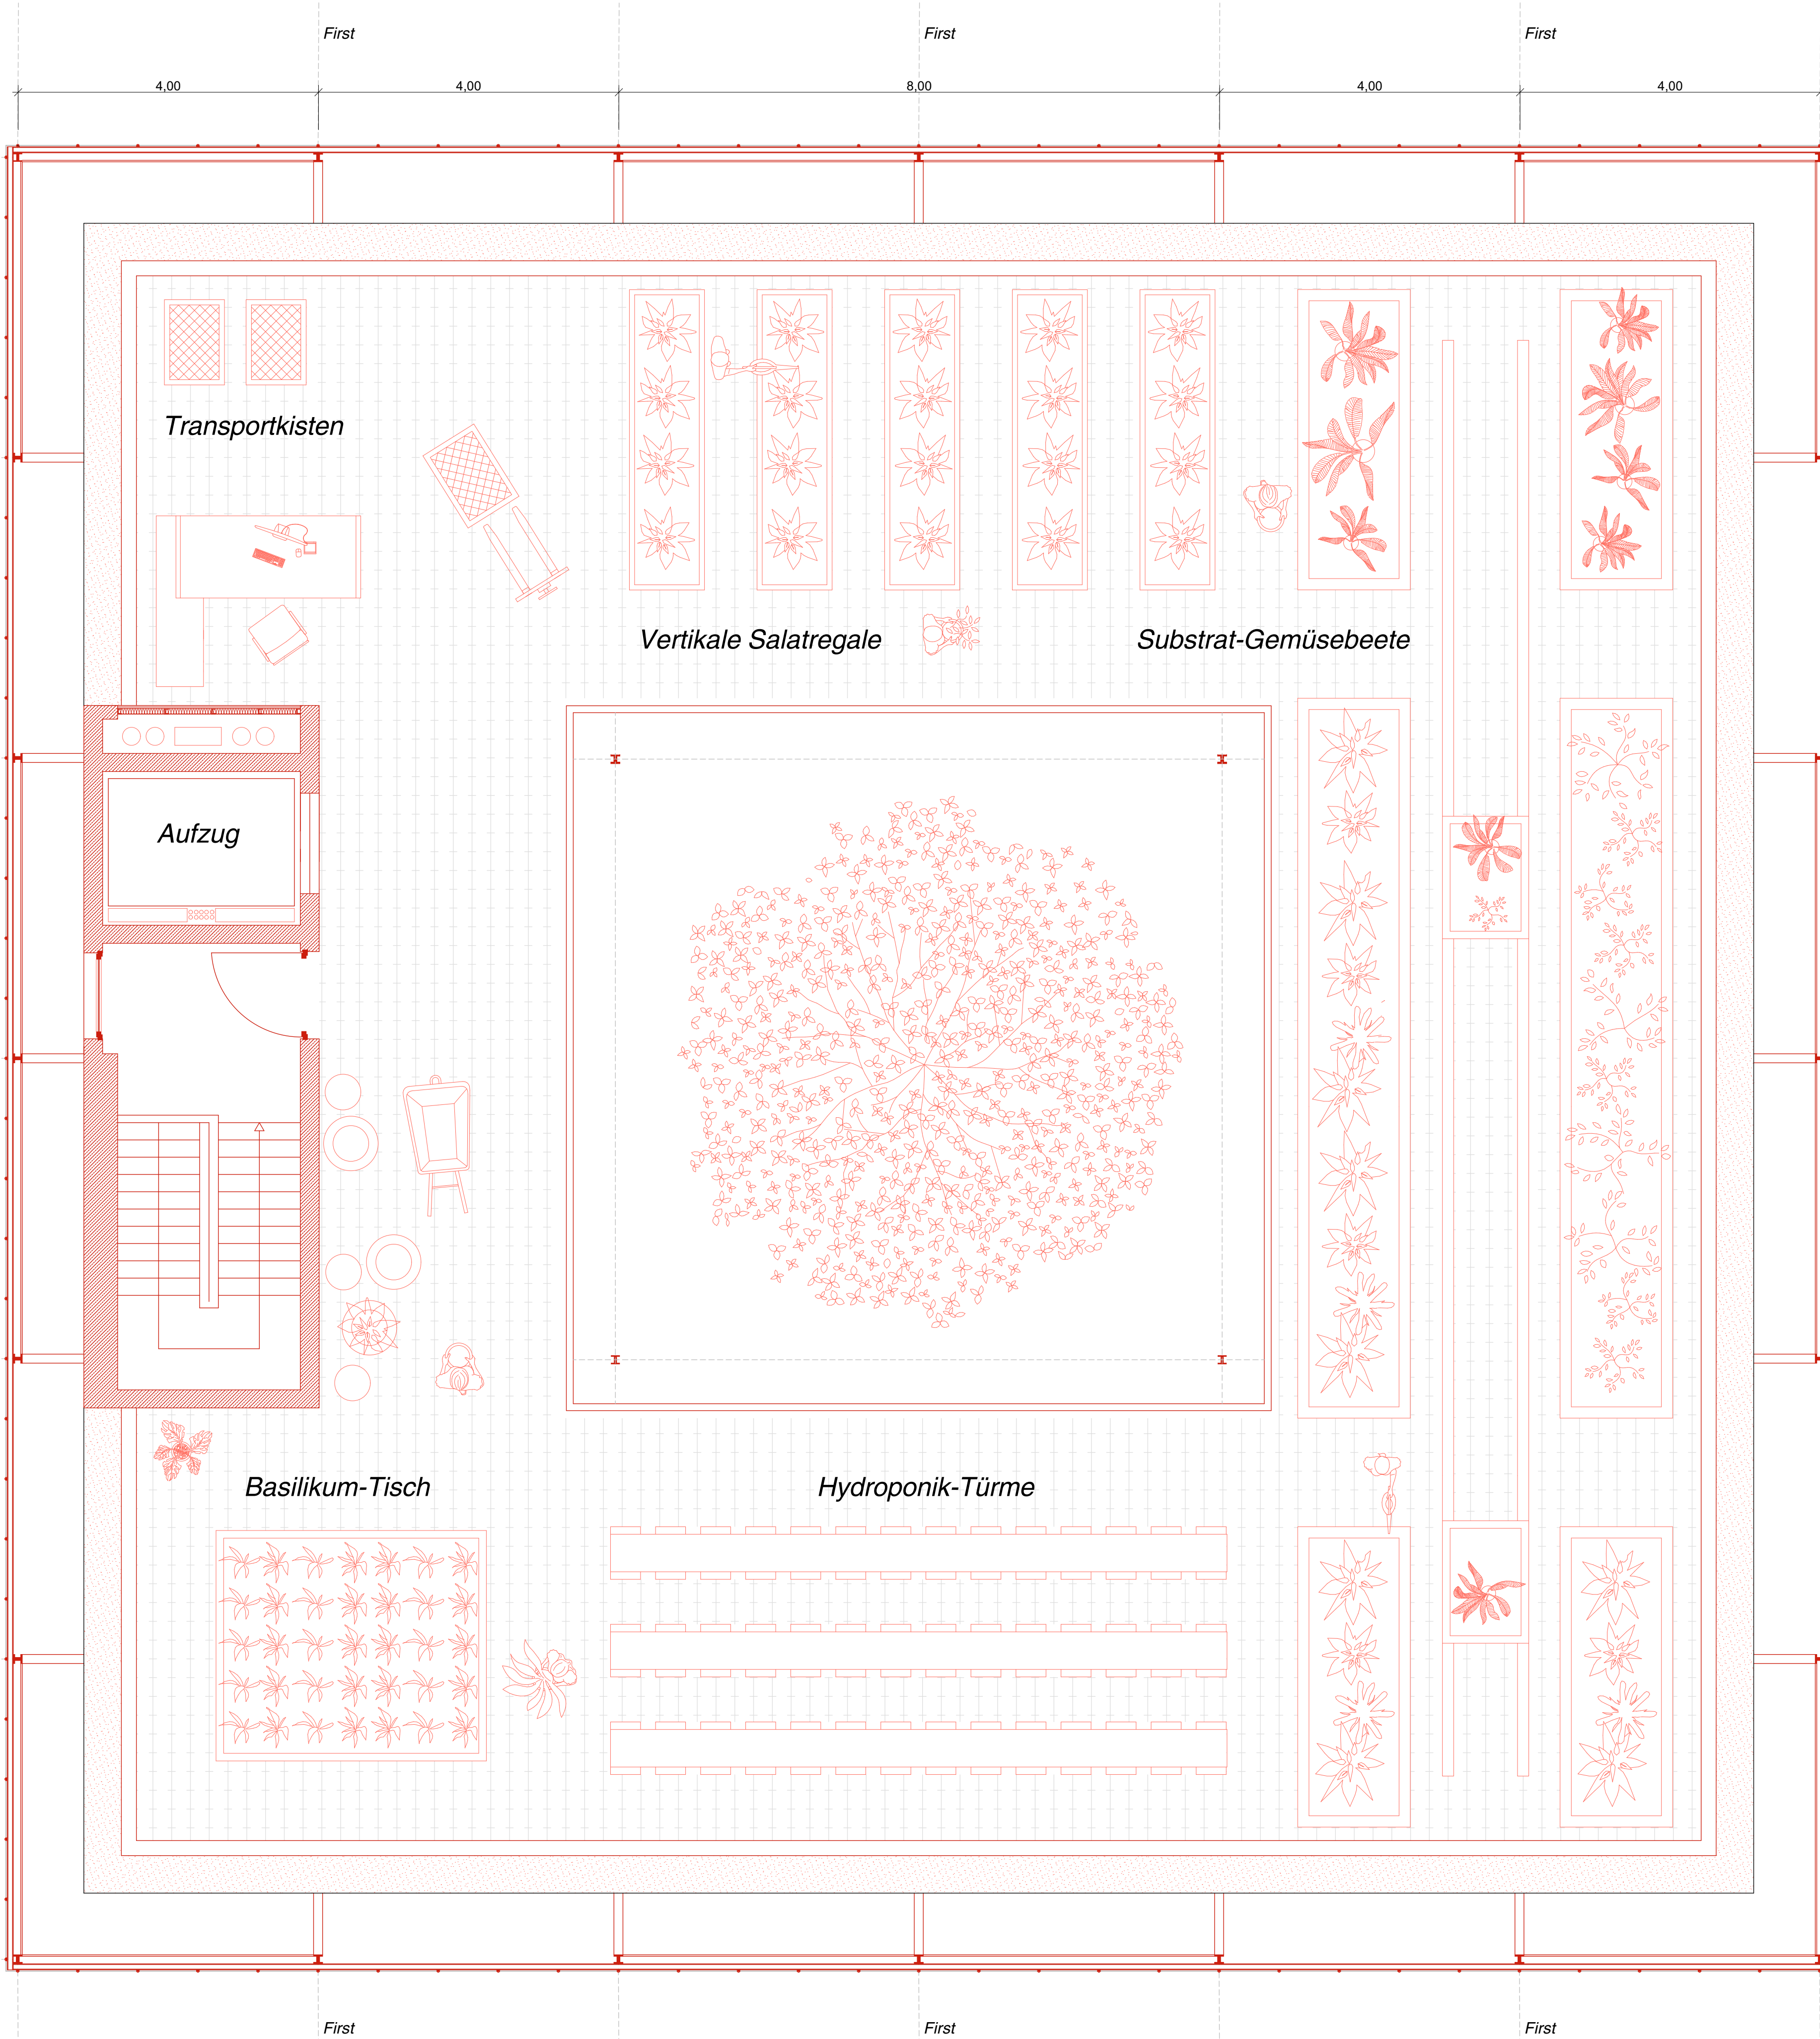 First First First
4,00 4,00 8,00 4,00 4,00
Transportkisten
Vertikale Salatregale
Substrat-Gemüsebeete
Aufzug
Basilikum-Tisch
Hydroponik-Türme
First First First